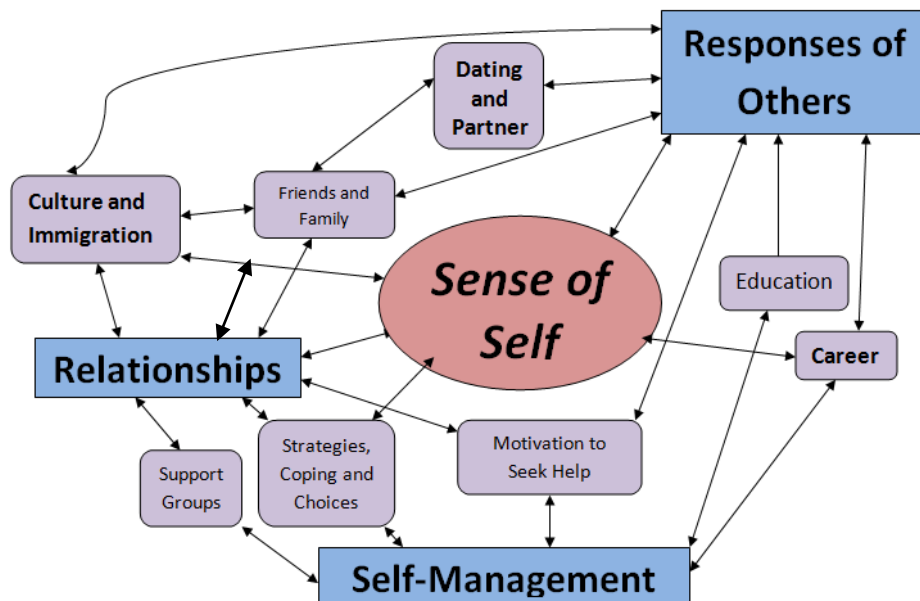 Responses of
Others
Dating
and
Partner
Culture and
Immigration
Friends and
Family
Sense of
Self
Education
Career
Relationships
Strategies,
Coping and
Choices
Motivation to
Seek Help
Support
Groups
Self-Management